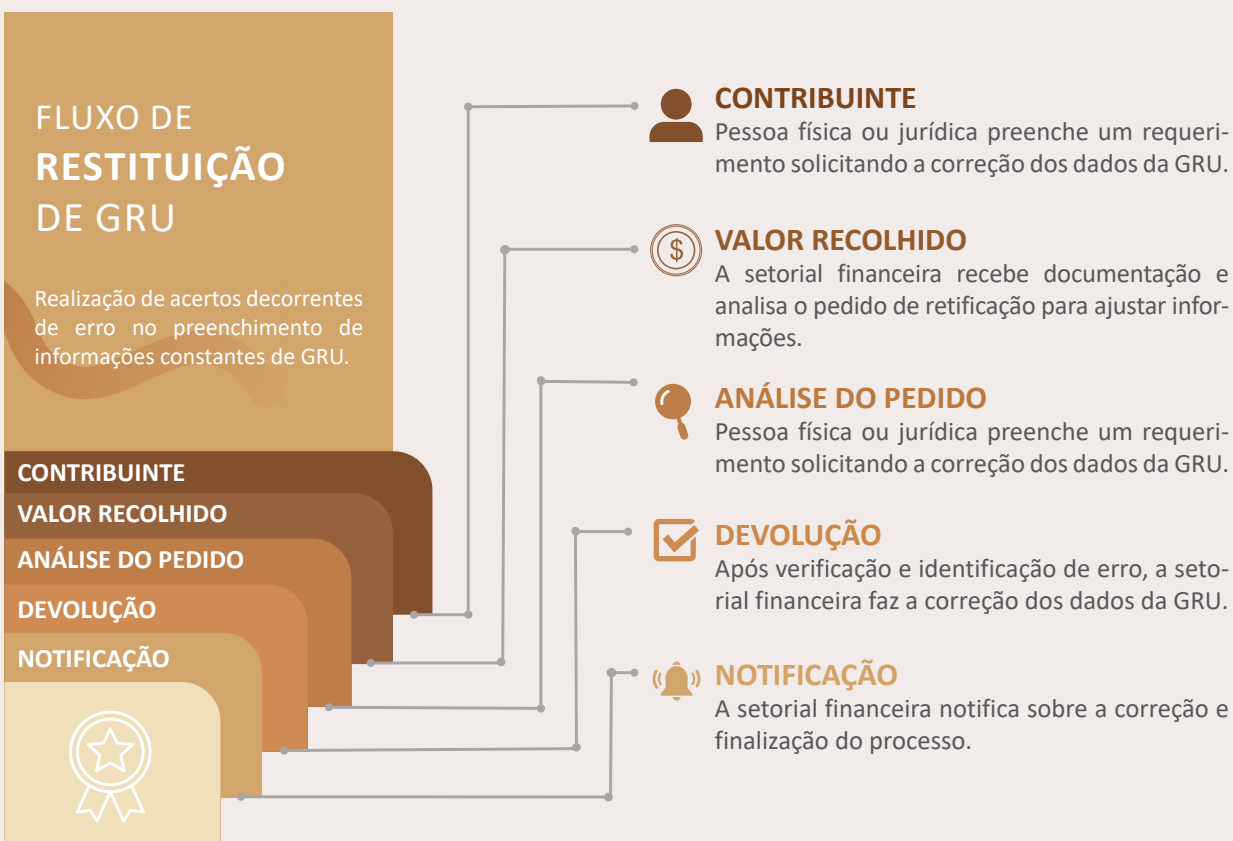 FLUXO DE
RESTITUIÇÃO
DE GRU
Realização de acertos decorrentes
de erro no preenchimento de
informações constantes de GRU.
CONTRIBUINTE
VALOR RECOLHIDO
ANÁLISE DO PEDIDO
DEVOLUÇÃO
NOTIFICAÇÃO
CONTRIBUINTE
Pessoa física ou jurídica preenche um requeri-
mento solicitando a correção dos dados da GRU.
$
VALOR RECOLHIDO
A setorial financeira recebe documentação e
analisa o pedido de retificação para ajustar infor-
mações.
ANÁLISE DO PEDIDO
Pessoa física ou jurídica preenche um requeri-
mento solicitando a correção dos dados da GRU.
DEVOLUÇÃO
Após verificação e identificação de erro, a seto-
rial financeira faz a correção dos dados da GRU.
NOTIFICAÇÃO
A setorial financeira notifica sobre a correção e
finalização do processo.